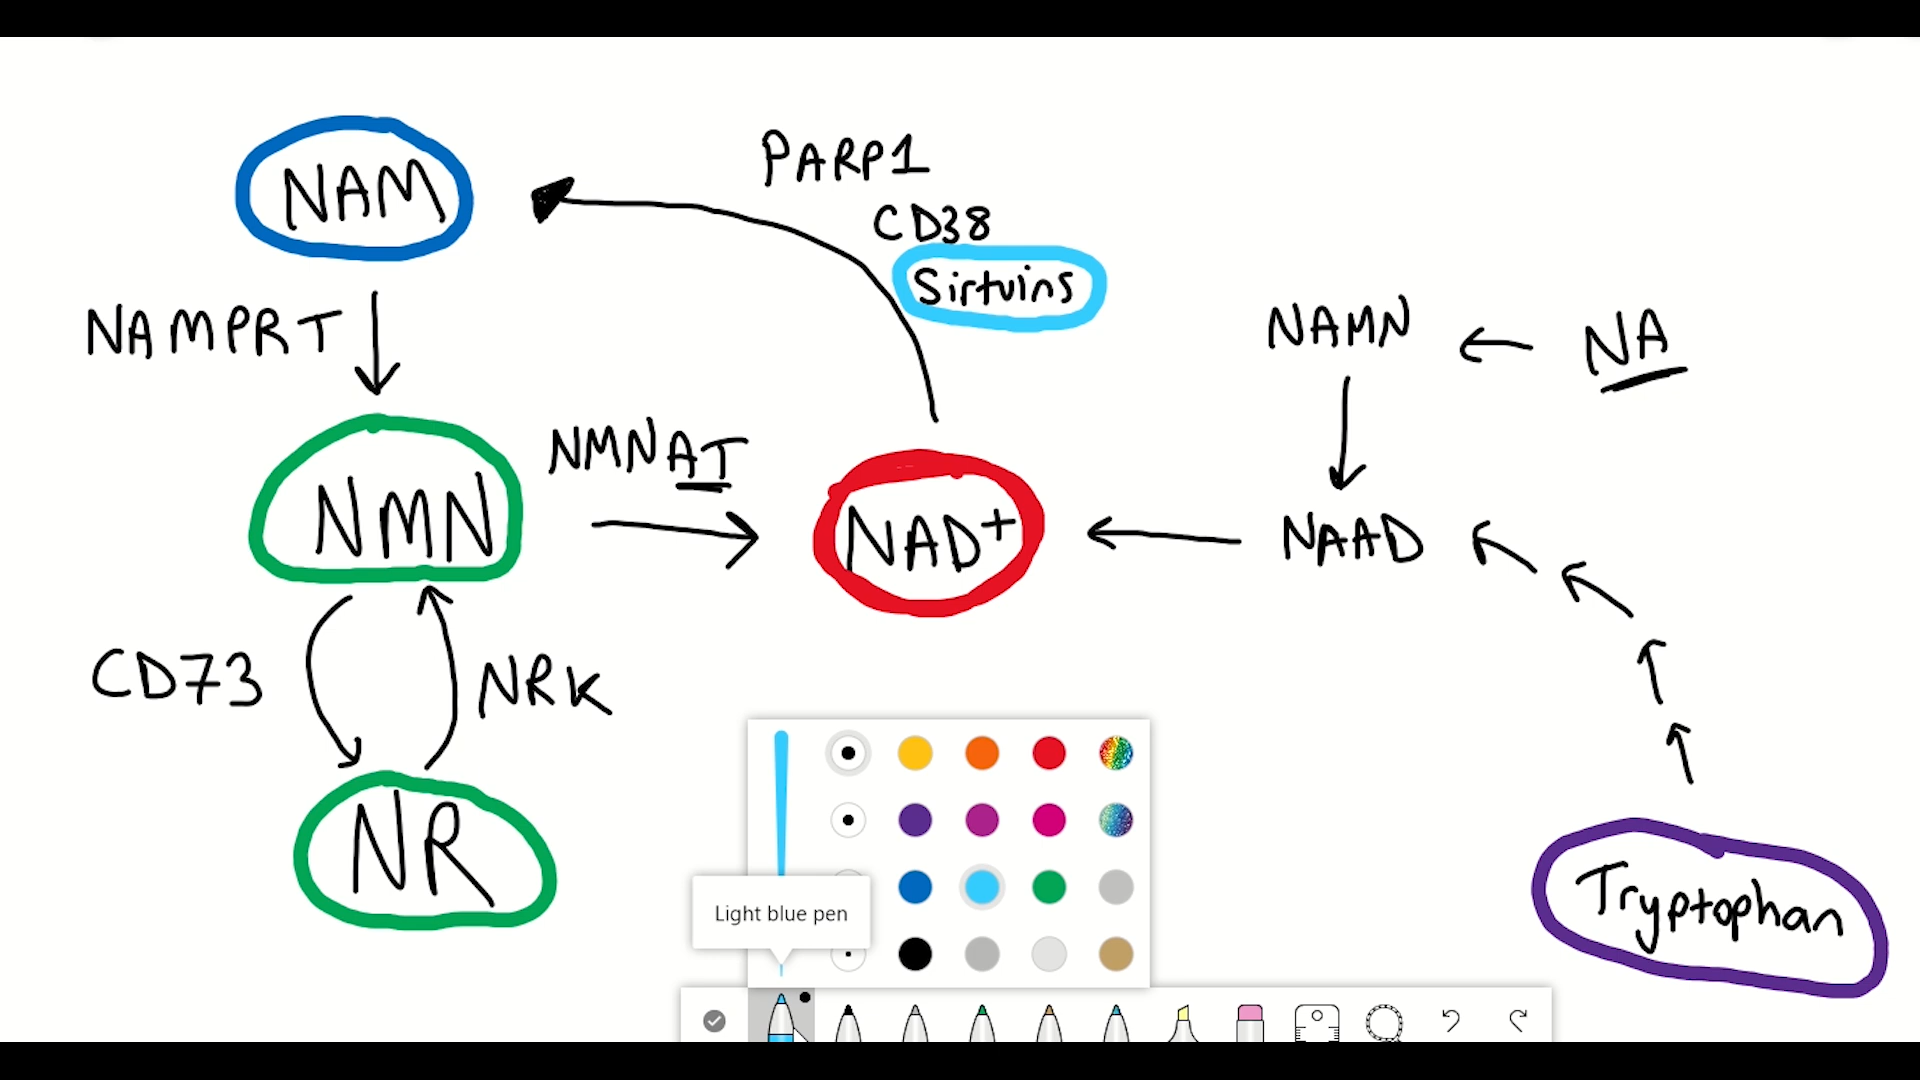 NAM
PARP1
CD38
Sirtuins
NAMPRT
NAMN
NA
NMNAT
NMN
NAD+
NAAD
CD73
NRK
NR
Tryptophan
Light blue pen